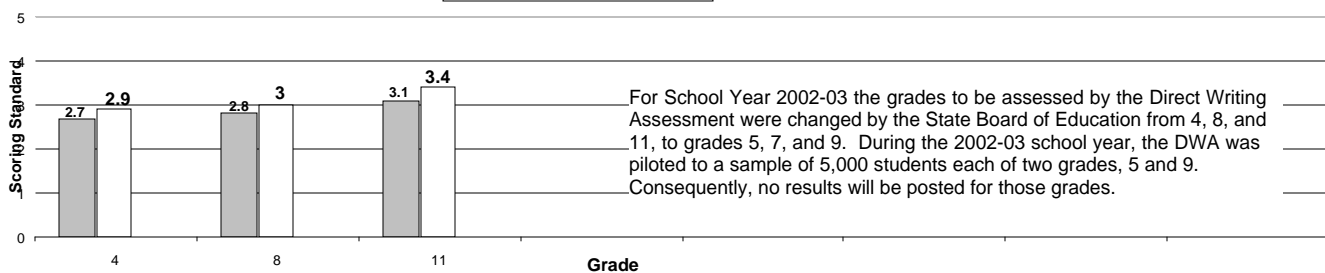 5
4
3
2
1
0
Scoring Standard
2.7
2.9
2.8
3
3.1
3.4
For School Year 2002-03 the grades to be assessed by the Direct Writing
Assessment were changed by the State Board of Education from 4, 8, and
11, to grades 5, 7, and 9.  During the 2002-03 school year, the DWA was
piloted to a sample of 5,000 students each of two grades, 5 and 9.
Consequently, no results will be posted for those grades.
4
8
11
Grade